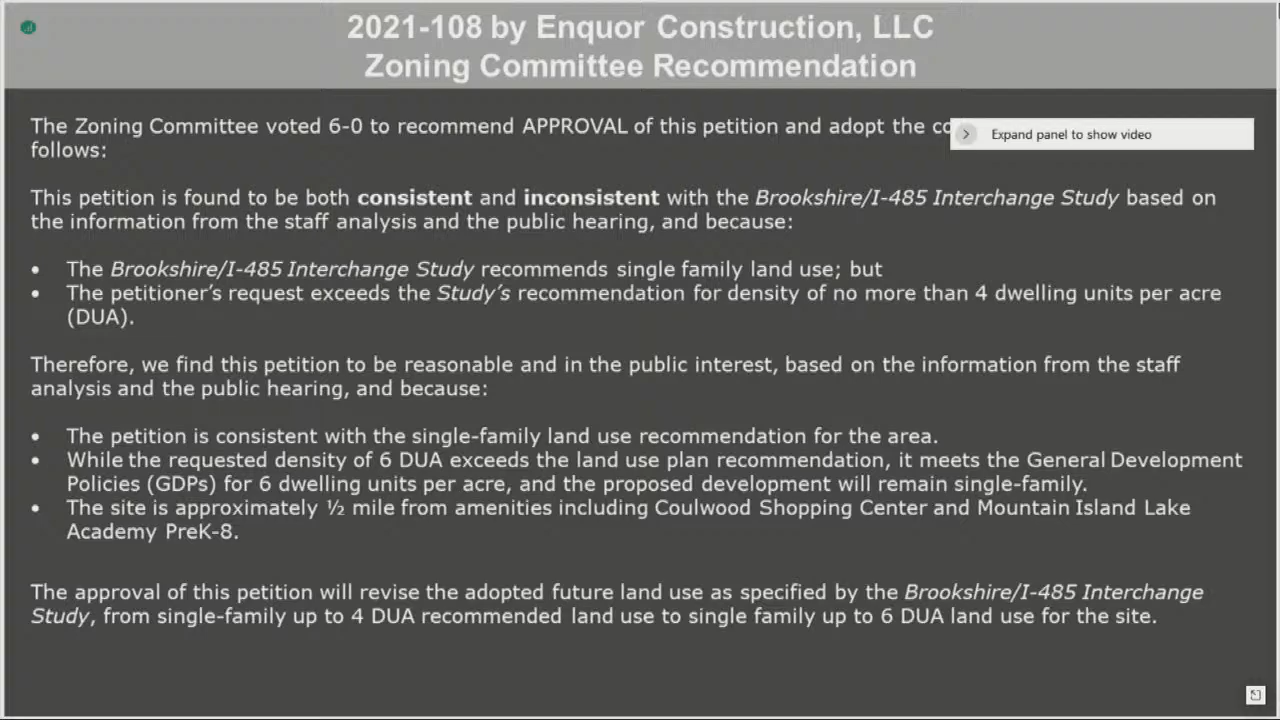 2021-108 by Enquor Construction, LLC
Zoning Committee Recommendation
The Zoning Committee voted 6-0 to recommend APPROVAL of this petition and adopt the
Expand panel to show video
follows:
This petition is found to be both consistent and inconsistent with the Brookshire/I-485 Interchange Study based on
the information from the staff analysis and the public hearing, and because:
• The Brookshire/I-485 Interchange Study recommends single family land use; but
• The petitioner's request exceeds the Study's recommendation for density of no more than 4 dwelling units per acre
(DUA).
Therefore, we find this petition to be reasonable and in the public interest, based on the information from the staff
analysis and the public hearing, and because:
• The petition is consistent with the single-family land use recommendation for the area.
• While the requested density of 6 DUA exceeds the land use plan recommendation, it meets the General Development
Policies (GDPs) for 6 dwelling units per acre, and the proposed development will remain single-family.
• The site is approximately ½ mile from amenities including Coulwood Shopping Center and Mountain Island Lake
Academy PreK-8.
The approval of this petition will revise the adopted future land use as specified by the Brookshire/I-485 Interchange
Study, from single-family up to 4 DUA recommended land use to single family up to 6 DUA land use for the site.